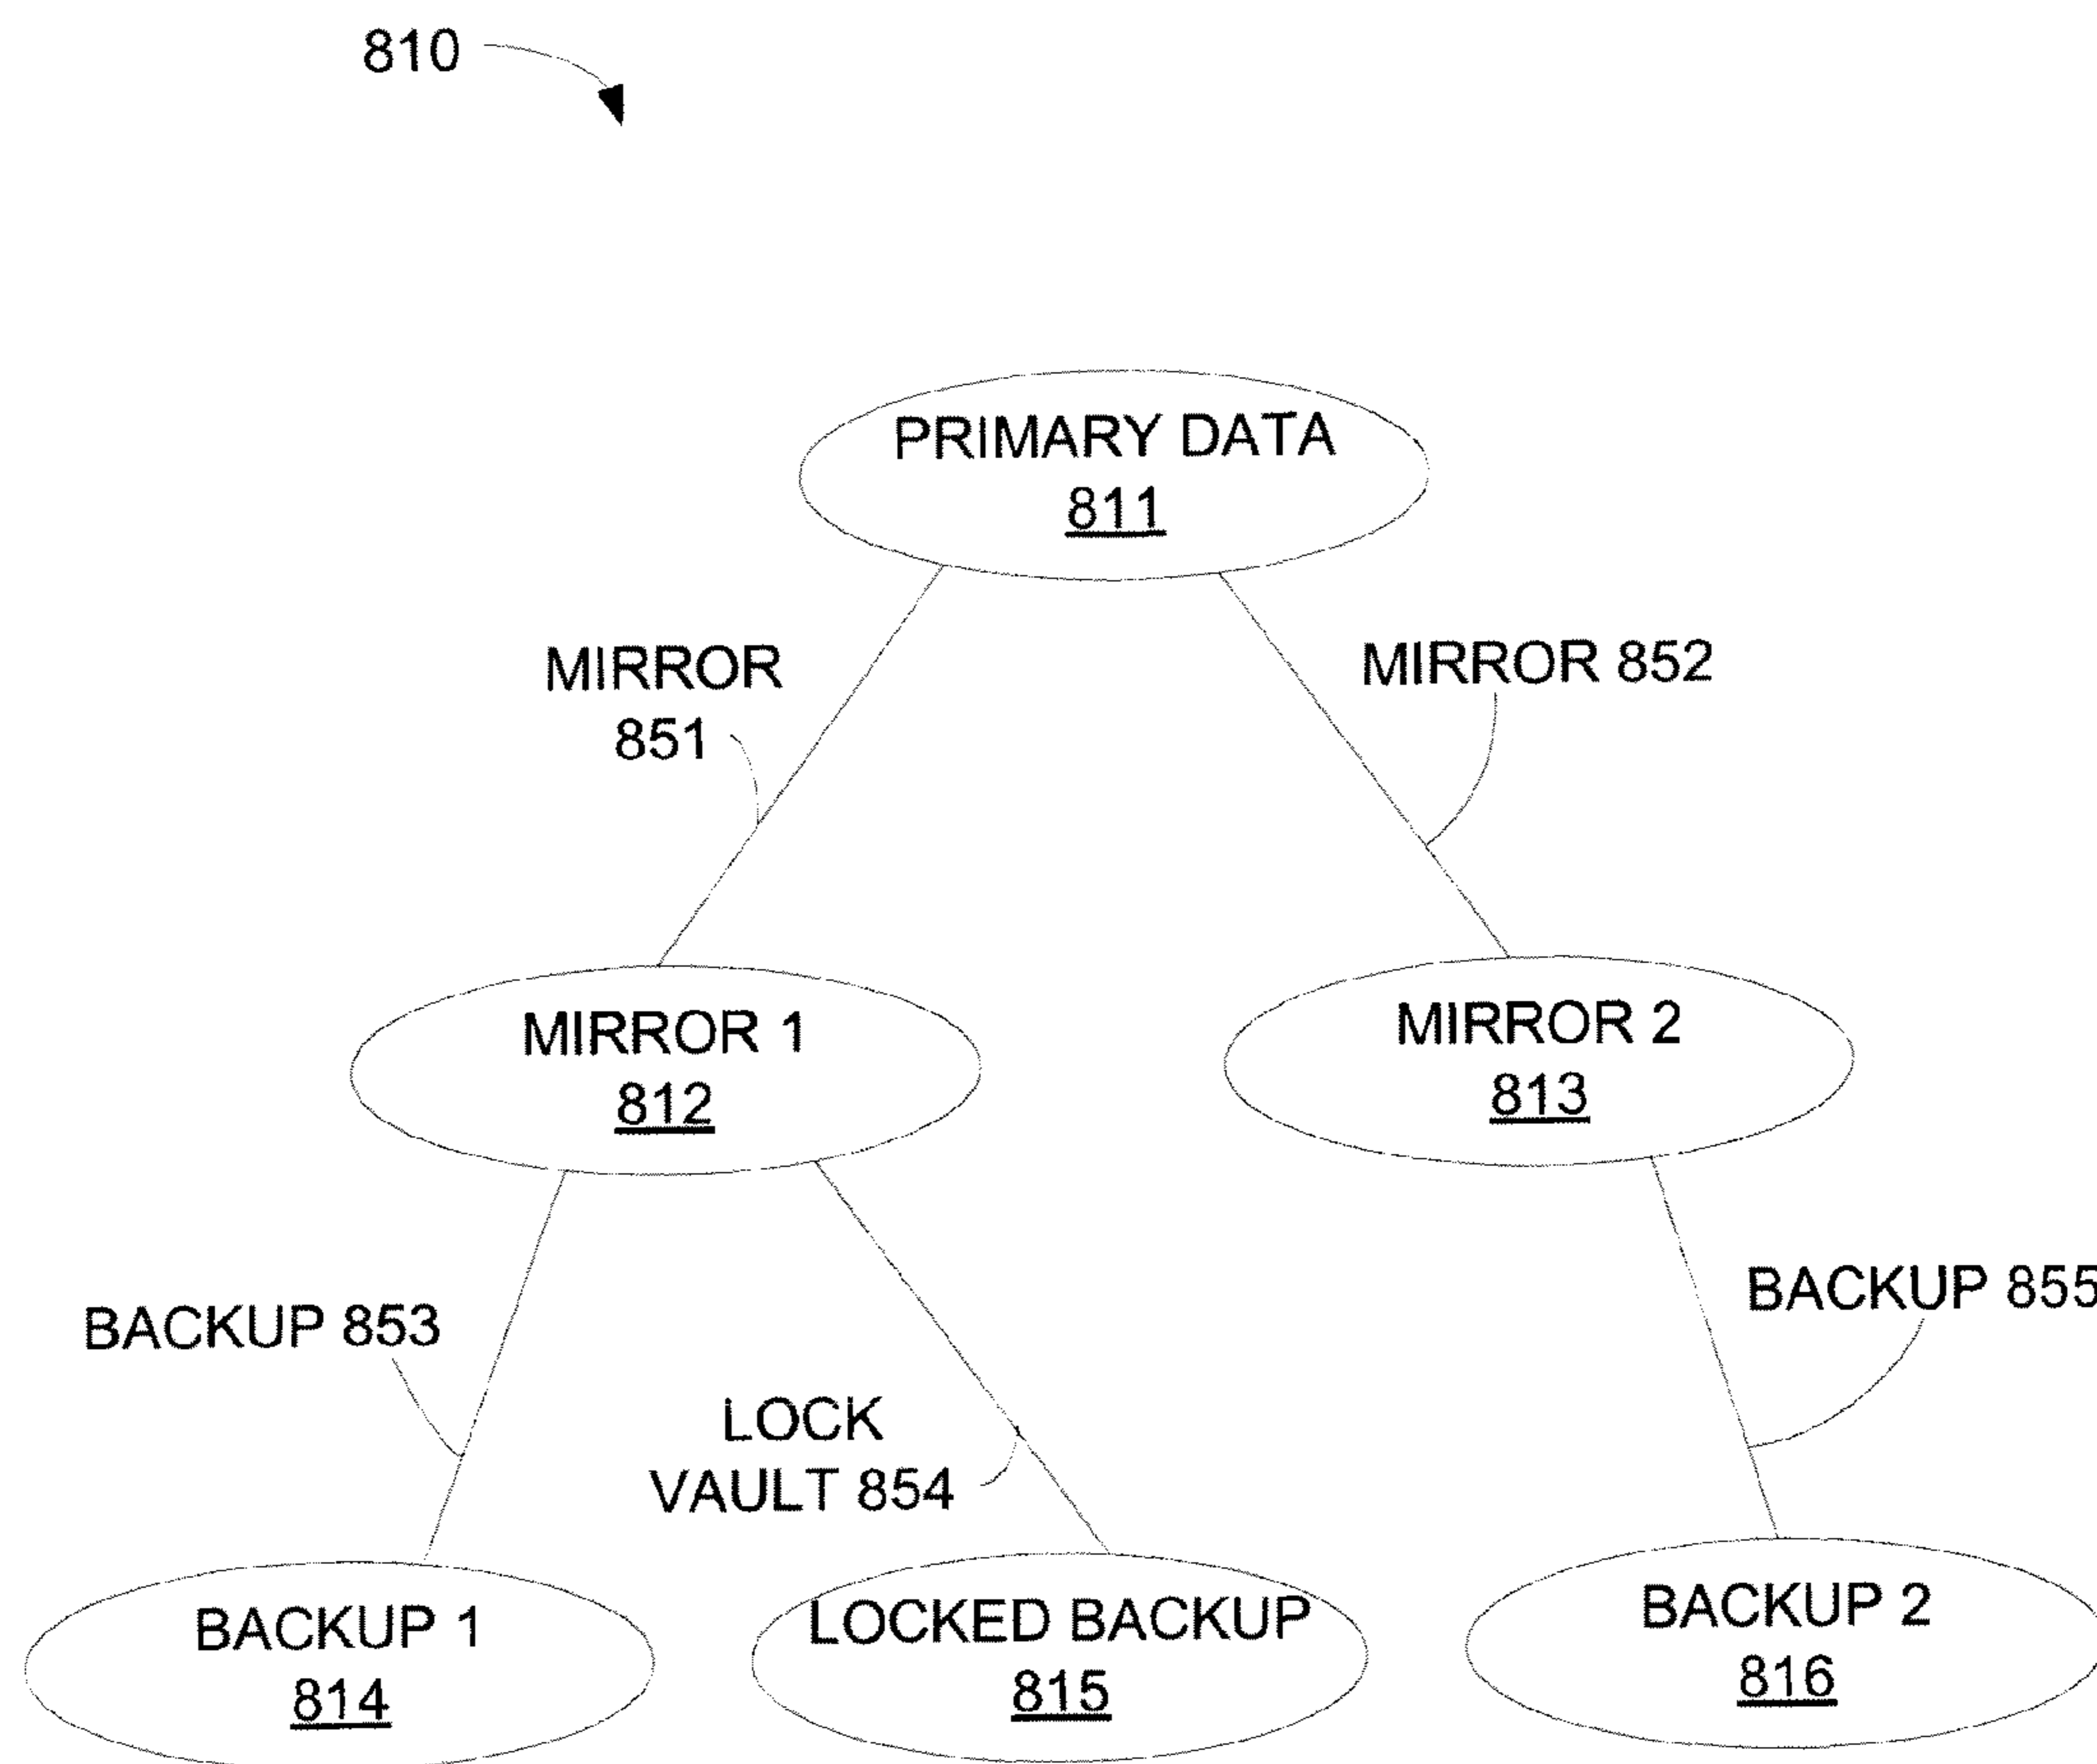 810
PRIMARY DATA
811
MIRROR
851
MIRROR 852
MIRROR 1
812
MIRROR 2
813
BACKUP 853
LOCK
VAULT 854
BACKUP 855
BACKUP 1
814
LOCKED BACKUP
815
BACKUP 2
816